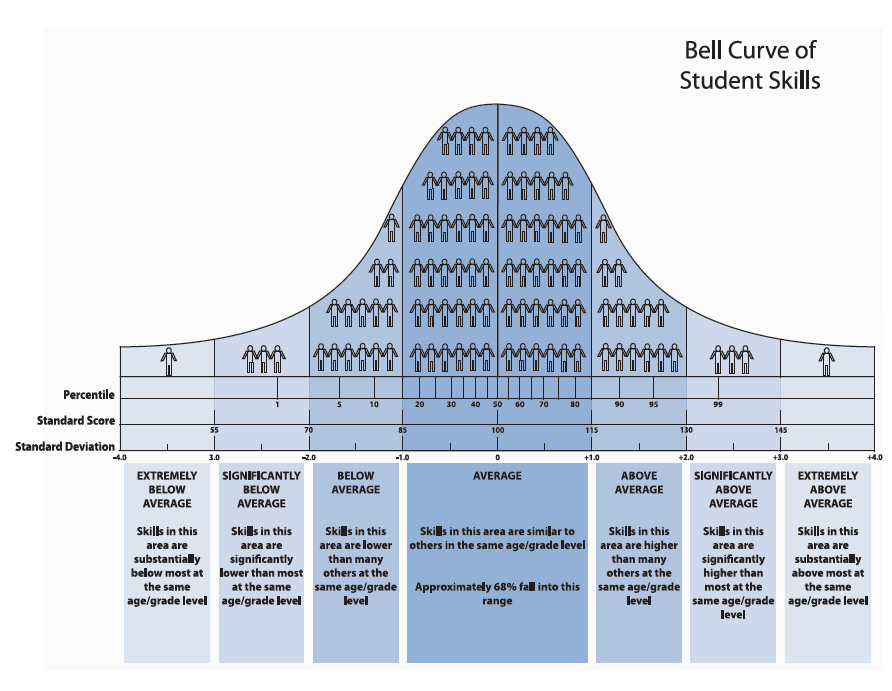 Bell Curve of
Student Skills
Percentile
1 5 10 20 30 40 50 60 70 80 90 95 99
Standard Score
55 70 85 100 115 130 145
Standard Deviation
-4.0 -3.0 -2.0 -1.0 0 +1.0 +2.0 +3.0 +4.0
EXTREMELY
BELOW
AVERAGE
Skills in this
area are
substantially
below most at
the same
age/grade level
SIGNIFICANTLY
BELOW
AVERAGE
Skills in this
area are
significantly
lower than most
at the same
age/grade level
BELOW
AVERAGE
Skills in this
area are lower
than many
others at the
same age/grade
level
AVERAGE
Skills in this area are similar to
others in the same age/grade level
Approximately 68% fall into this
range
ABOVE
AVERAGE
Skills in this
area are higher
than many
others at the
same age/grade
level
SIGNIFICANTLY
ABOVE
AVERAGE
Skills in this
area are
significantly
higher than
most at the
same age/grade
level
EXTREMELY
ABOVE
AVERAGE
Skills in this
area are
substantially
above most at
the same
age/grade level